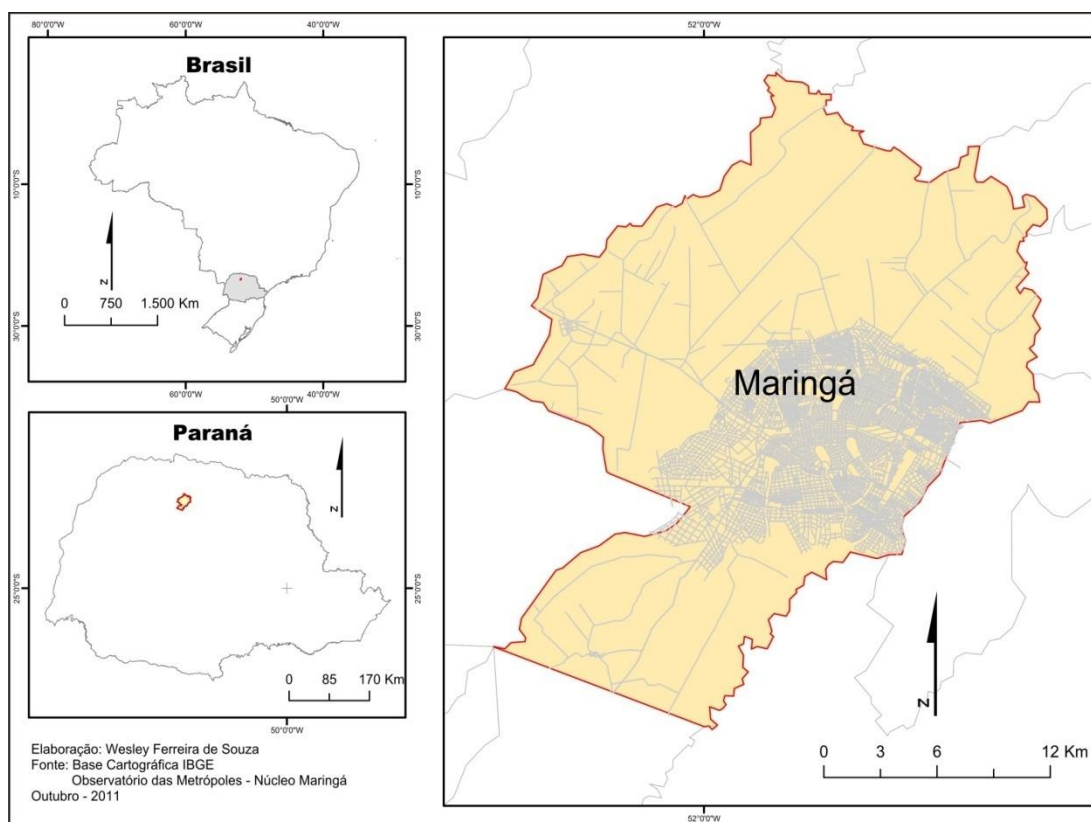 80°0'0"W
60°0'0"W
40°0'0"W
Brasil
10°0'0"S
10°0'0"S
30°0'0"S
30°0'0"S
N
0 750 1.500 Km
60°0'0"W
40°0'0"W
50°0'0"W
Paraná
N
25°0'0"S
25°0'0"S
0 85 170 Km
50°0'0"W
Elaboração: Wesley Ferreira de Souza
Fonte: Base Cartográfica IBGE
Observatório das Metrópoles - Núcleo Maringá
Outubro - 2011
52°0'0"W
Maringá
N
0 3 6 12 Km
52°0'0"W